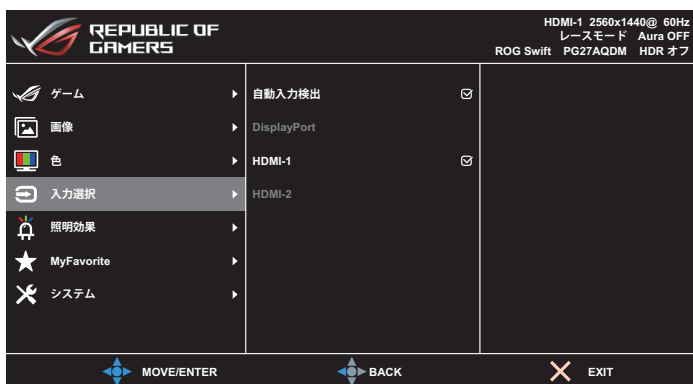 REPUBLIC OF
GAMERS
HDMI-1 2560x1440@ 60Hz
レースモード Aura OFF
ROG Swift PG27AQDM HDR オフ
ゲーム
画像
色
入力選択
照明効果
MyFavorite
システム
自動入力検出
DisplayPort
HDMI-1
HDMI-2
MOVE/ENTER
BACK
EXIT